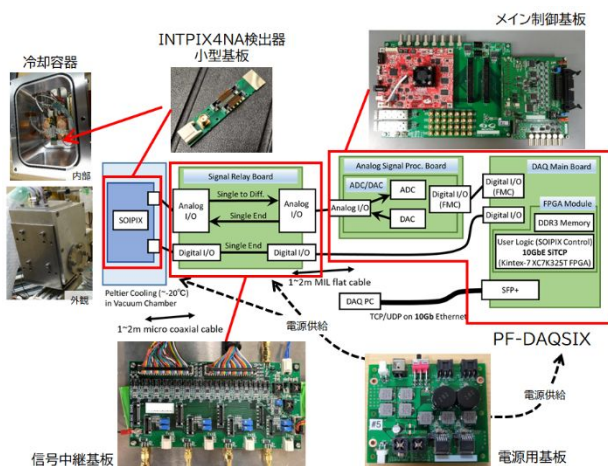 冷却容器
内部
外観
INTPIX4NA検出器
小型基板
メイン制御基板
SOIPIX
Signal Relay Board
Analog
I/O
Single to Diff.
Single End
Analog
I/O
Digital I/O
Single End
Digital I/O
Analog Signal Proc. Board
ADC/DAC
Analog I/O
ADC
DAC
Digital I/O
(FMC)
DAQ Main Board
Digital I/O
(FMC)
Digital I/O
FPGA Module
DDR3 Memory
User Logic (SOIPIX Control)
10GbE SiTCP
(Kintex-7 XC7K325T FPGA)
SFP+
Peltier Cooling (~-20℃)
in Vacuum Chamber
1~2m micro coaxial cable
1~2m MIL flat cable
DAQ PC
TCP/UDP on 10Gb Ethernet
電源供給
PF-DAQSIX
電源供給
#5
信号中継基板
電源用基板